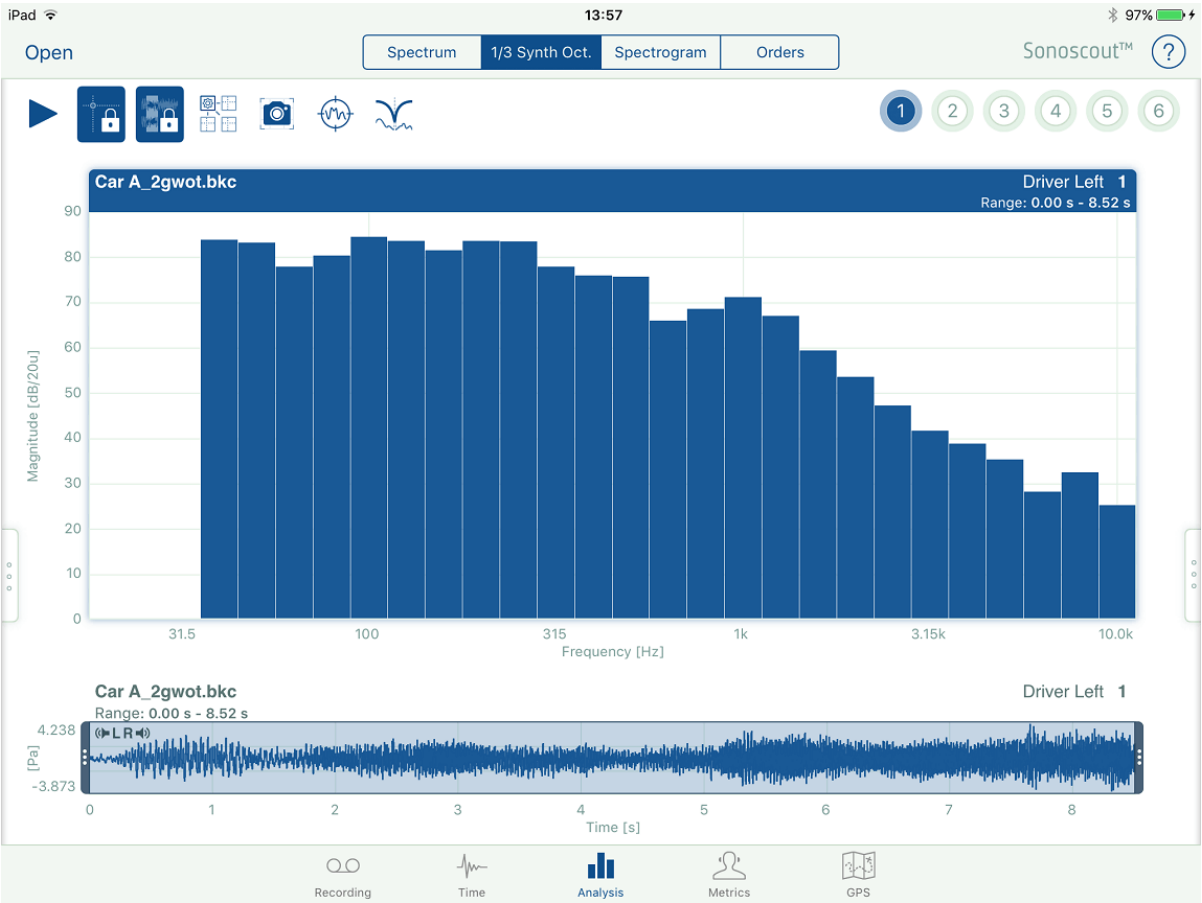 iPad 13:57 97%
Open Spectrum 1/3 Synth Oct. Spectrogram Orders Sonoscout™ ?
1 2 3 4 5 6
Car A_2gwot.bkc Driver Left 1
Range: 0.00 s - 8.52 s
90
80
70
60
50
40
30
20
10
0
Magnitude [dB/20u]
31.5 100 315 1k 3.15k 10.0k
Frequency [Hz]
Car A_2gwot.bkc Driver Left 1
Range: 0.00 s - 8.52 s
4.238
L R
[Pa]
-3.873
0 1 2 3 4 5 6 7 8
Time [s]
Recording Time Analysis Metrics GPS